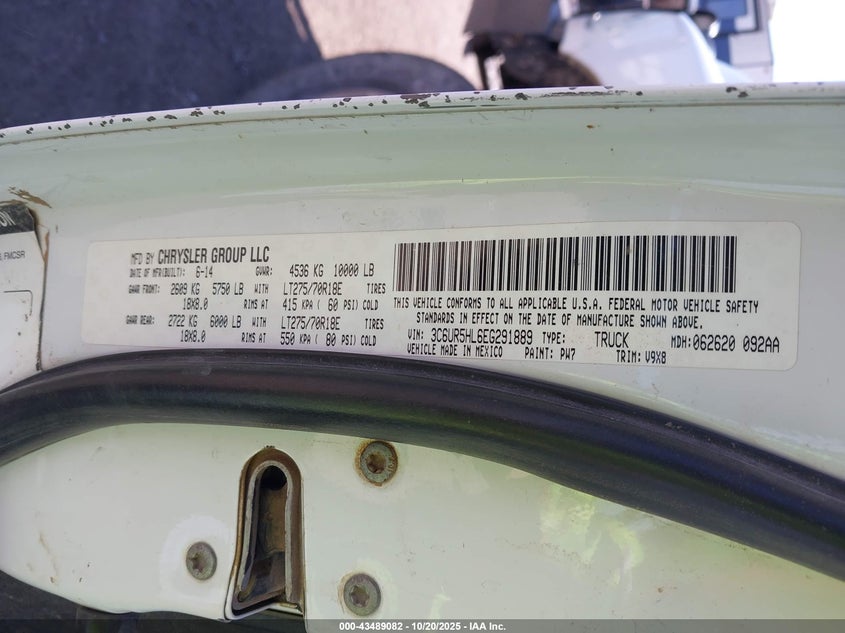 ON
, FMCSR
MFD BY CHRYSLER GROUP LLC
DATE OF MFR(BUILT): 6-14 GVWR: 4536 KG 10000 LB
GAWR FRONT: 2609 KG 5750 LB WITH LT275/70R18E TIRES
18X8.0 RIMS AT 415 KPA ( 60 PSI) COLD
GAWR REAR: 2722 KG 6000 LB WITH LT275/70R18E TIRES
18X8.0 RIMS AT 550 KPA ( 80 PSI) COLD
THIS VEHICLE CONFORMS TO ALL APPLICABLE U.S.A. FEDERAL MOTOR VEHICLE SAFETY
STANDARDS IN EFFECT ON THE DATE OF MANUFACTURE SHOWN ABOVE.
VIN: 3C6UR5HL6EG291889 TYPE: TRUCK MDH: 062620 092AA
VEHICLE MADE IN MEXICO PAINT: PW7 TRIM: V9X8
000-43489082 - 10/20/2025 - IAA Inc.